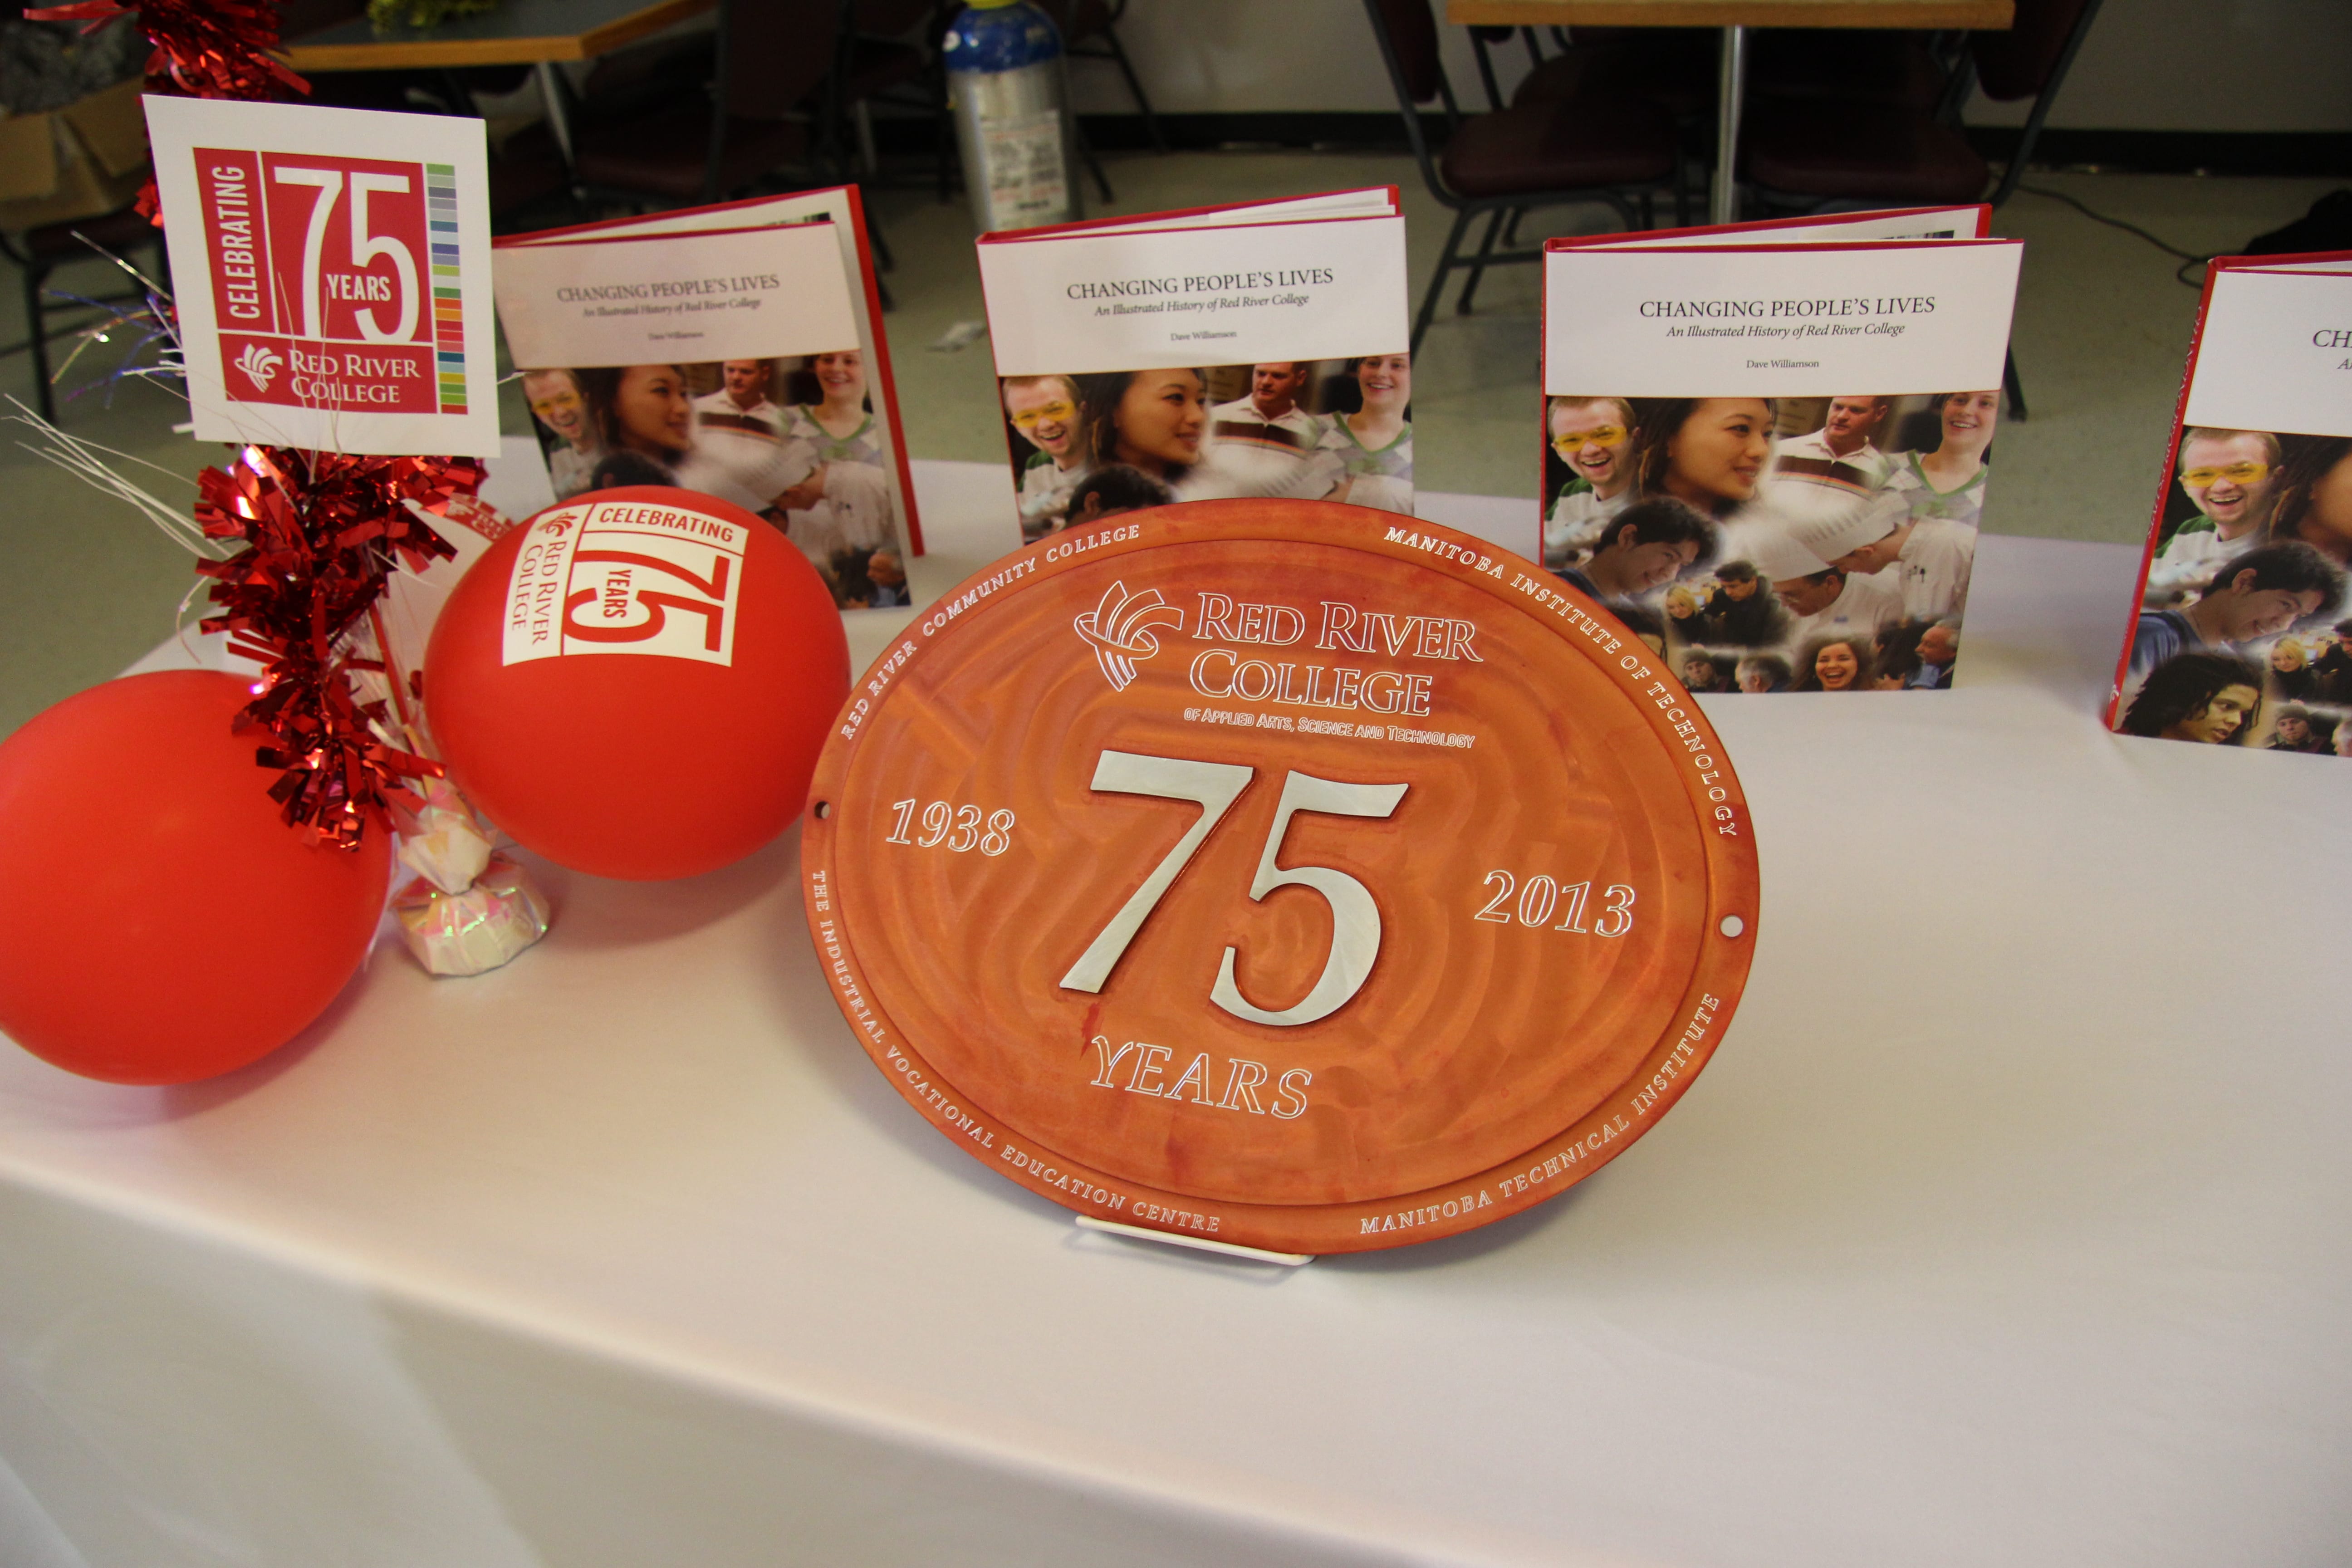 CELEBRATING
75
YEARS
RED RIVER
COLLEGE
CHANGING PEOPLE'S LIVES
An Illustrated History of Red River College
Dave Williamson
CHANGING PEOPLE'S LIVES
An Illustrated History of Red River College
Dave Williamson
CHANGING PEOPLE'S LIVES
An Illustrated History of Red River College
Dave Williamson
CH
CELEBRATING
75
YEARS
RED RIVER
COLLEGE
RED RIVER COMMUNITY COLLEGE
MANITOBA INSTITUTE OF TECHNOLOGY
RED RIVER
COLLEGE
OF APPLIED ARTS, SCIENCE AND TECHNOLOGY
75
1938
2013
YEARS
THE INDUSTRIAL VOCATIONAL EDUCATION CENTRE
MANITOBA TECHNICAL INSTITUTE